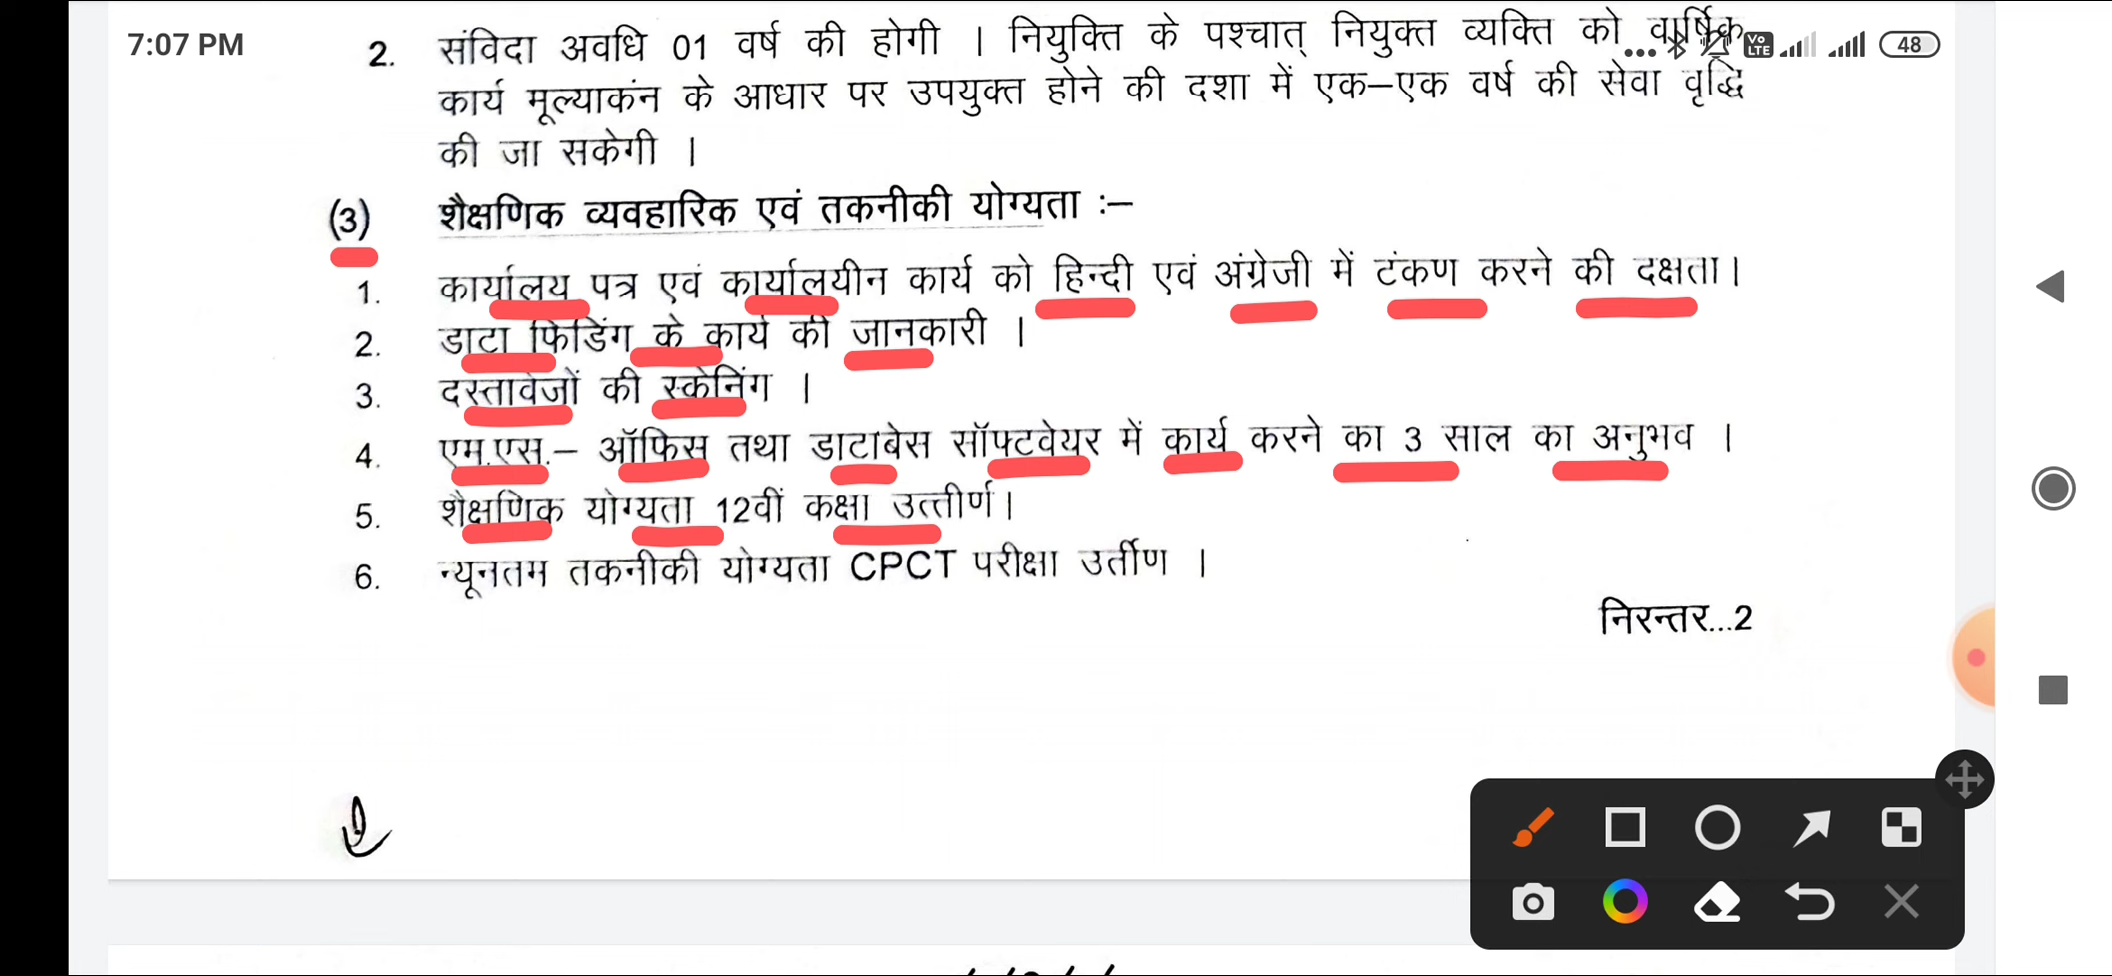 7:07 PM
2. संविदा अवधि 01 वर्ष की होगी । नियुक्ति के पश्चात् नियुक्त व्यक्ति को वार्षिक
48
कार्य मूल्याकंन के आधार पर उपयुक्त होने की दशा में एक–एक वर्ष की सेवा वृद्धि
की जा सकेगी ।
(3) शैक्षणिक व्यवहारिक एवं तकनीकी योग्यता :–
1. कार्यालय पत्र एवं कार्यालयीन कार्य को हिन्दी एवं अंग्रेजी में टंकण करने की दक्षता।
2. डाटा फिडिंग के कार्य की जानकारी ।
3. दस्तावेजों की स्केनिंग ।
4. एम.एस.– ऑफिस तथा डाटाबेस सॉफ्टवेयर में कार्य करने का 3 साल का अनुभव ।
5. शैक्षणिक योग्यता 12वीं कक्षा उत्तीर्ण।
6. न्यूनतम तकनीकी योग्यता CPCT परीक्षा उर्तीण ।
निरन्तर...2